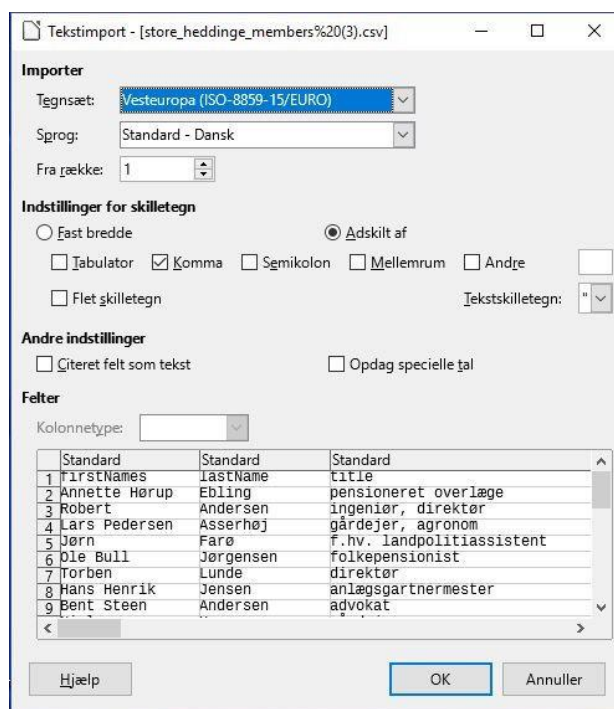 Tekstimport - [store_heddinge_members%20(3).csv]
Importer
Tegnsæt: Vesteuropa (ISO-8859-15/EURO)
Sprog: Standard - Dansk
Fra række: 1
Indstillinger for skilletegn
Fast bredde Adskilt af
Tabulator Komma Semikolon Mellemrum Andre
Flet skilletegn Tekstskilletegn: "
Andre indstillinger
Citeret felt som tekst Opdag specielle tal
Felter
Kolonnetype:
Standard Standard Standard
1 firstNames lastName title
2 Annette Hørup Ebling pensioneret overlæge
3 Robert Andersen ingeniør, direktør
4 Lars Pedersen Asserhøj gårdejer, agronom
5 Jørn Farø f.hv. landpolitiassistent
6 Ole Bull Jørgensen folkepensionist
7 Torben Lunde direktør
8 Hans Henrik Jensen anlægsgartnermester
9 Bent Steen Andersen advokat
Hjælp OK Annuller